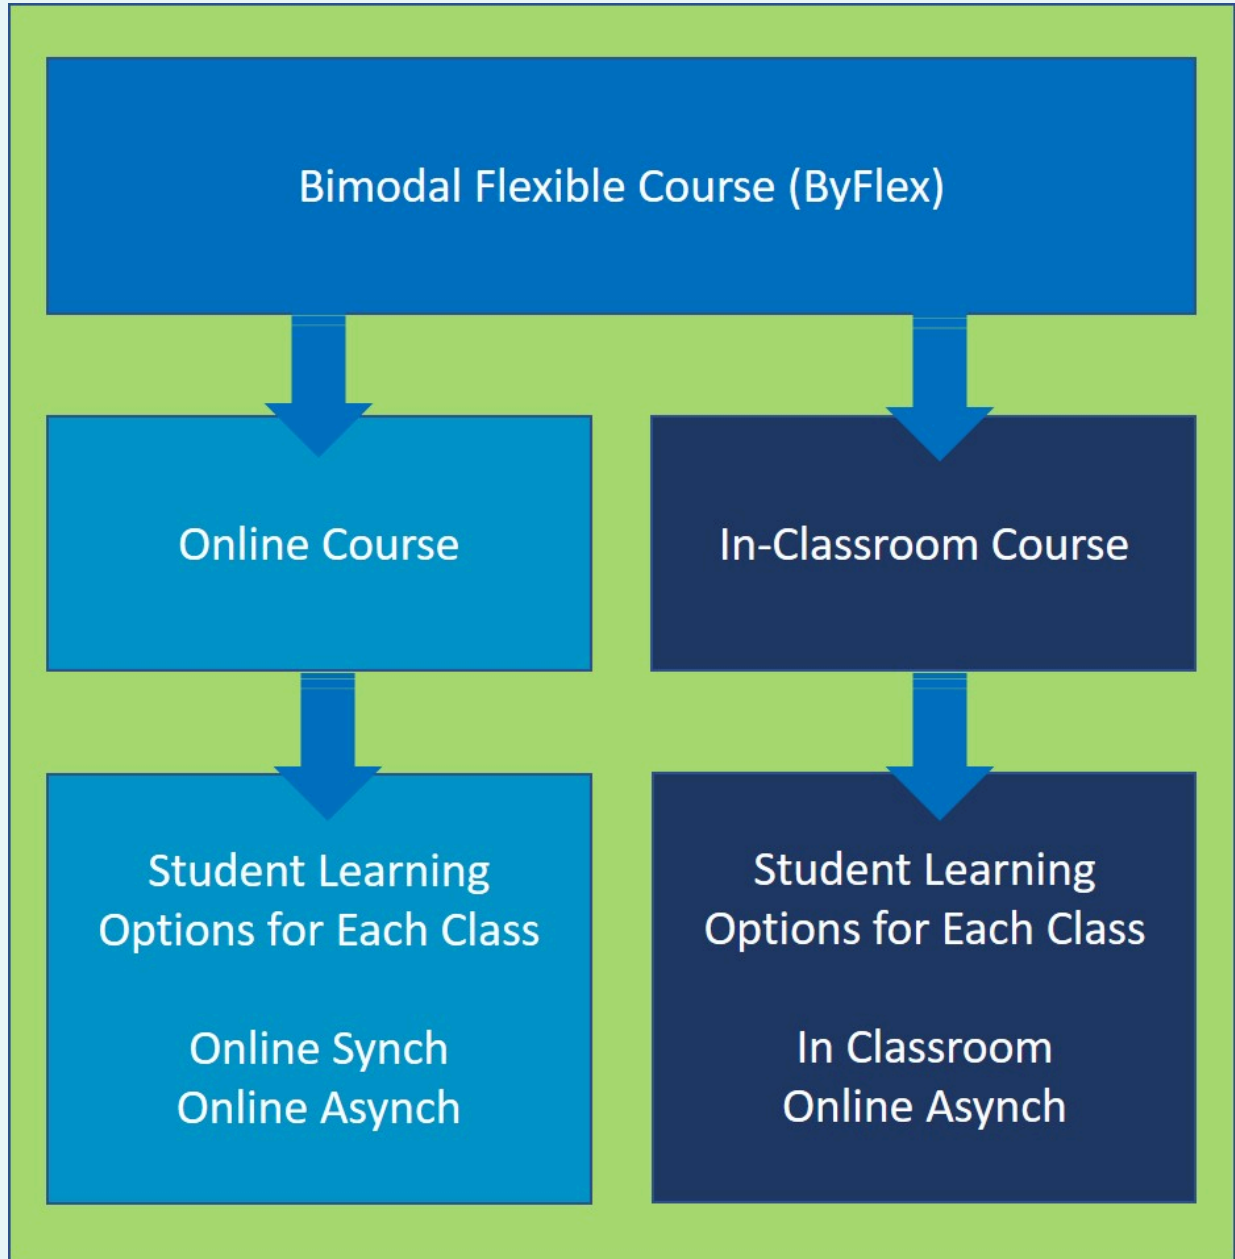 Bimodal Flexible Course (ByFlex)
Online Course
In-Classroom Course
Student Learning
Options for Each Class
Online Synch
Online Asynch
Student Learning
Options for Each Class
In Classroom
Online Asynch